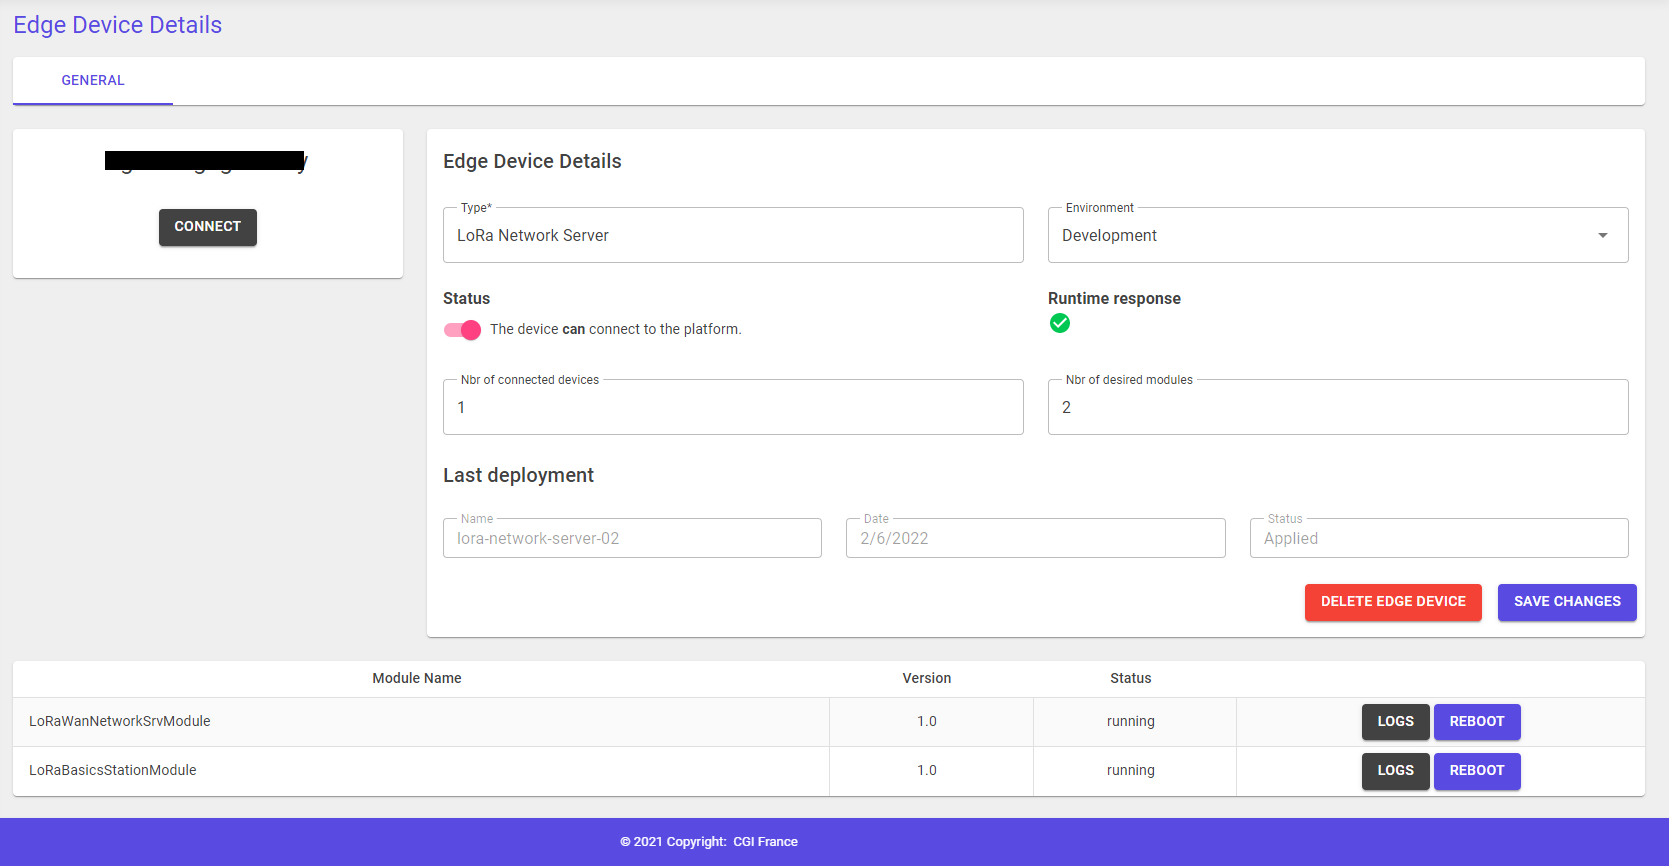 Edge Device Details
GENERAL
CONNECT
Edge Device Details
Type*
LoRa Network Server
Environment
Development
Status
The device can connect to the platform.
Runtime response
Nbr of connected devices
1
Nbr of desired modules
2
Last deployment
Name
lora-network-server-02
Date
2/6/2022
Status
Applied
DELETE EDGE DEVICE SAVE CHANGES
Module Name Version Status
LoRaWanNetworkSrvModule 1.0 running LOGS REBOOT
LoRaBasicsStationModule 1.0 running LOGS REBOOT
© 2021 Copyright: CGI France